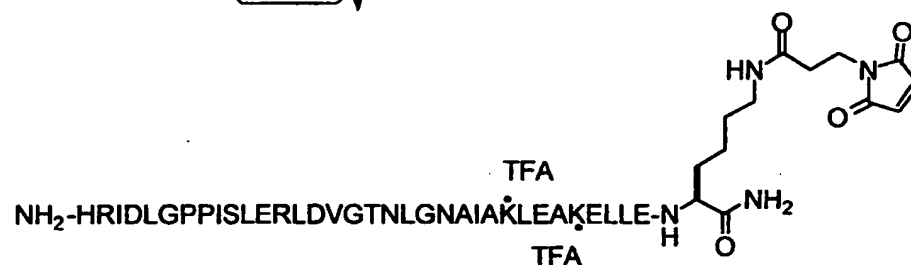 O
O
HN
N
O
TFA
NH₂-HRIDLGPPISLERLDVGTNLGNAIAKLEAKELLE-N
H
NH₂
O
TFA